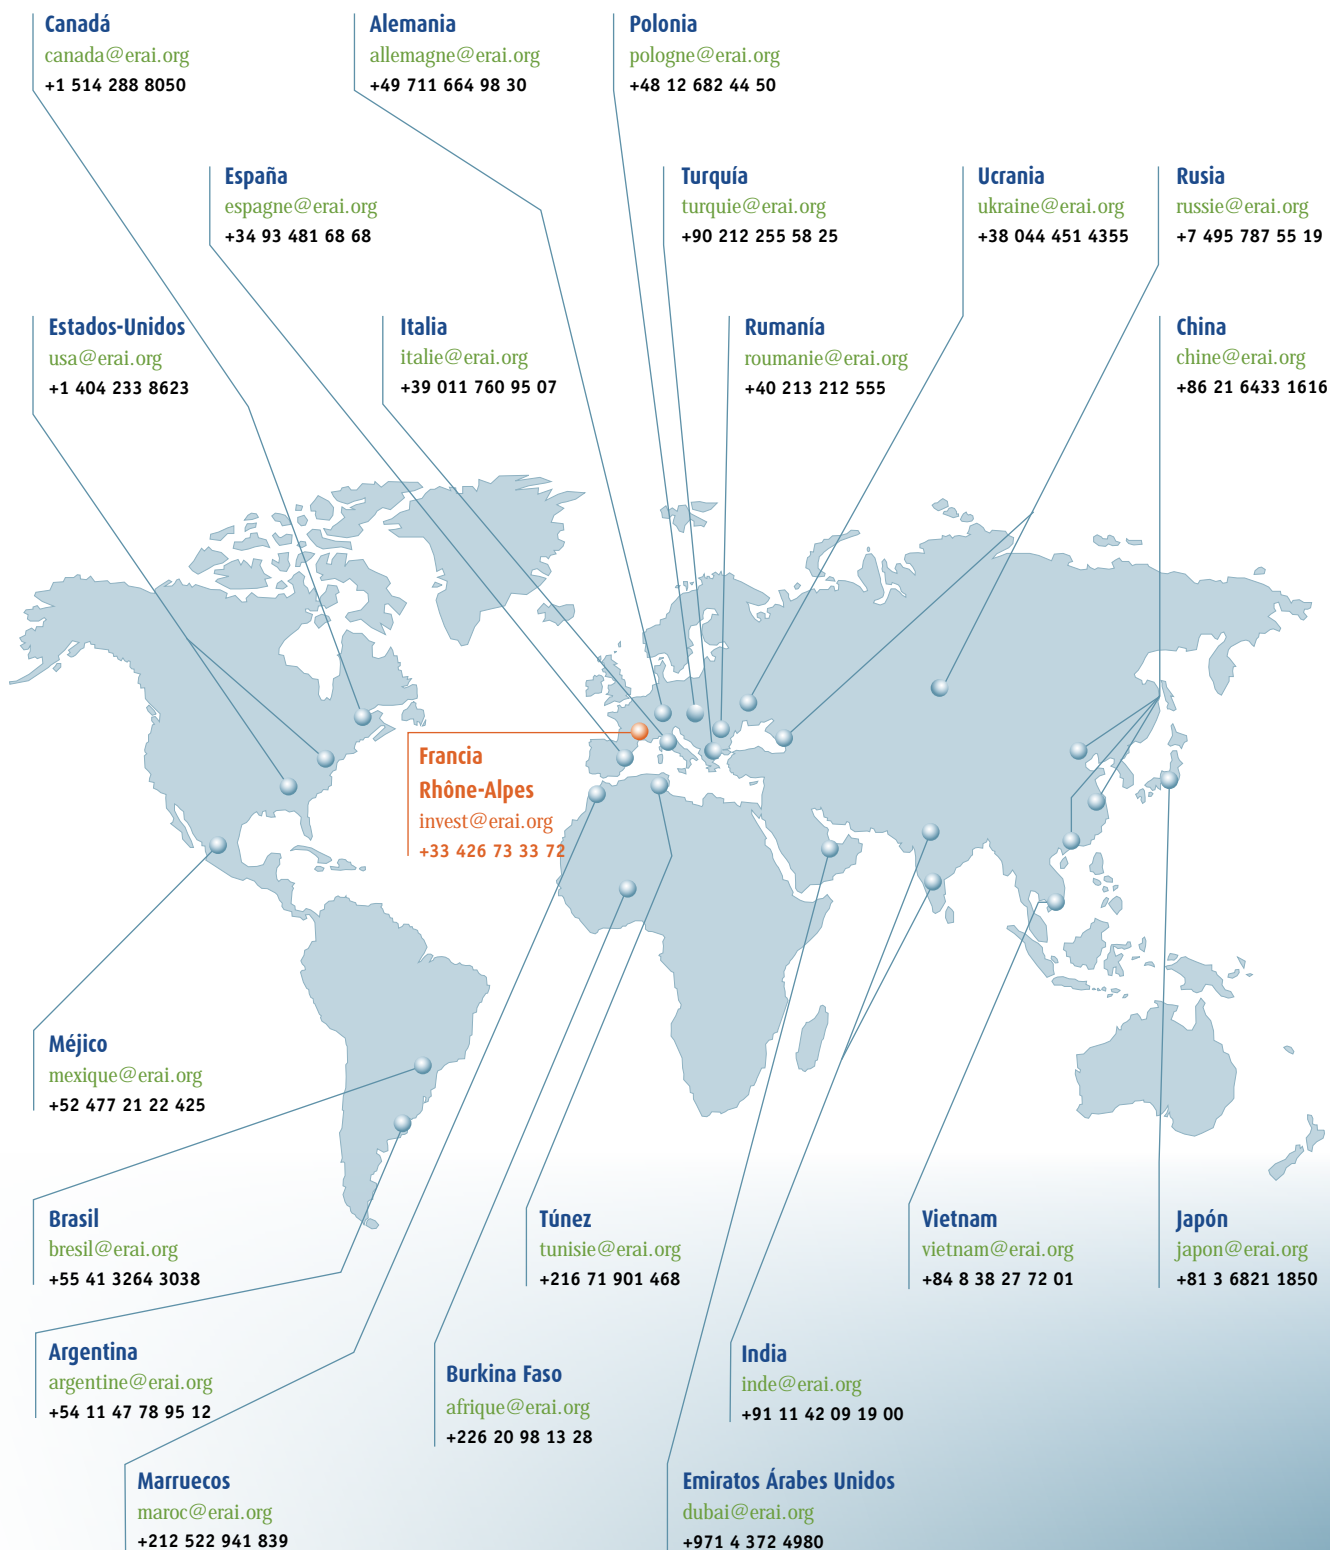 Canadá
canada@erai.org
+1 514 288 8050
Alemania
allemagne@erai.org
+49 711 664 98 30
Polonia
pologne@erai.org
+48 12 682 44 50
España
espagne@erai.org
+34 93 481 68 68
Turquía
turquie@erai.org
+90 212 255 58 25
Ucrania
ukraine@erai.org
+38 044 451 4355
Rusia
russie@erai.org
+7 495 787 55 19
Estados-Unidos
usa@erai.org
+1 404 233 8623
Italia
italie@erai.org
+39 011 760 95 07
Rumanía
roumanie@erai.org
+40 213 212 555
China
chine@erai.org
+86 21 6433 1616
Francia
Rhône-Alpes
invest@erai.org
+33 426 73 33 72
Méjico
mexique@erai.org
+52 477 21 22 425
Brasil
bresil@erai.org
+55 41 3264 3038
Túnez
tunisie@erai.org
+216 71 901 468
Vietnam
vietnam@erai.org
+84 8 38 27 72 01
Japón
japon@erai.org
+81 3 6821 1850
Argentina
argentine@erai.org
+54 11 47 78 95 12
Burkina Faso
afrique@erai.org
+226 20 98 13 28
India
inde@erai.org
+91 11 42 09 19 00
Marruecos
maroc@erai.org
+212 522 941 839
Emiratos Árabes Unidos
dubai@erai.org
+971 4 372 4980